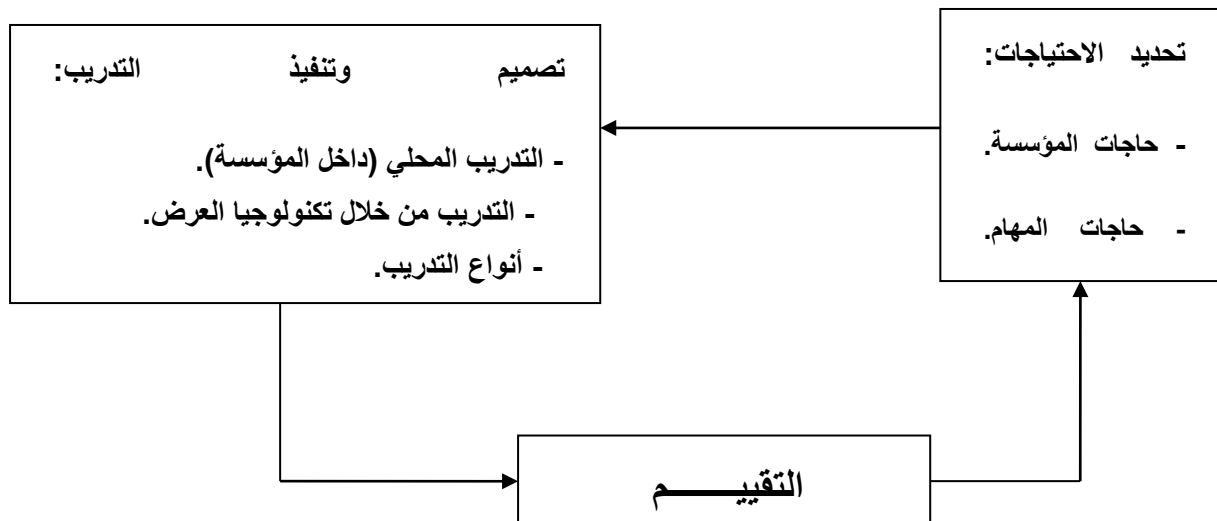 تحديد الاحتياجات:
- حاجات المؤسسة.
- حاجات المهام.
تصميم وتنفيذ التدريب:
- التدريب المحلي (داخل المؤسسة).
- التدريب من خلال تكنولوجيا العرض.
- أنواع التدريب.
التقييـــــــم